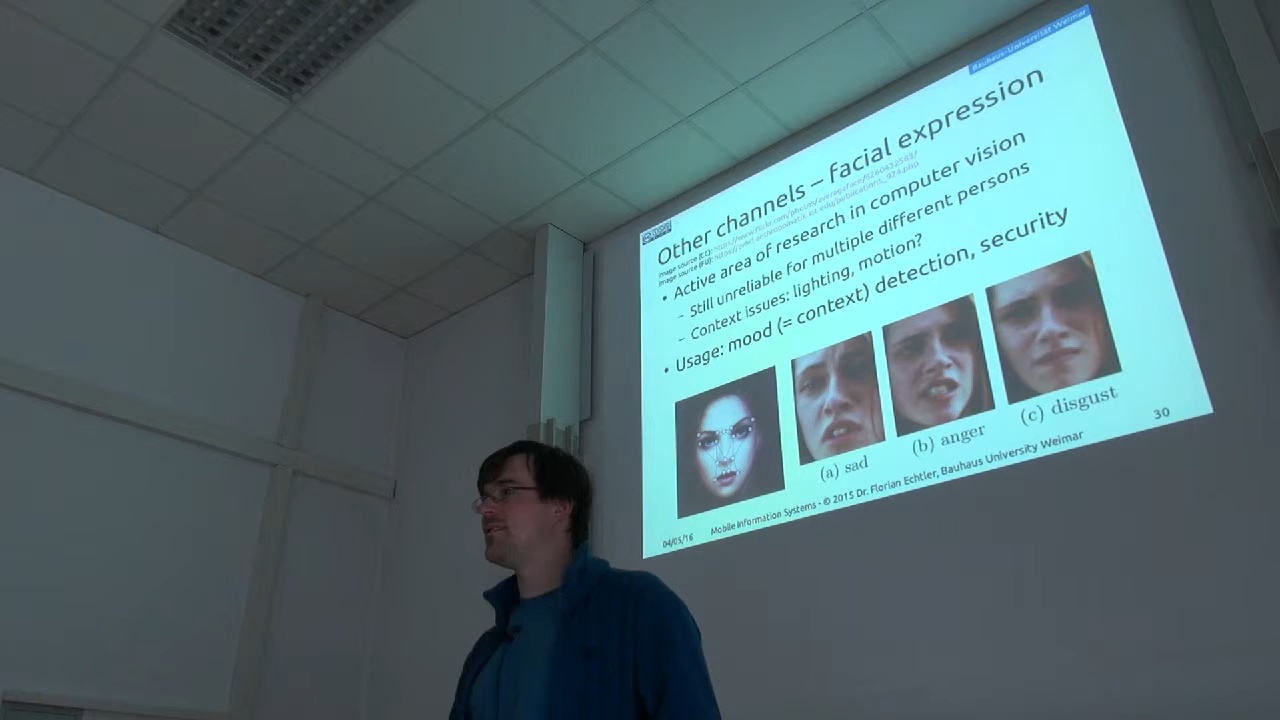 Bauhaus-Universität Weimar
Other channels – facial expression
• Active area of research in computer vision
– Still unreliable for multiple different persons
– Context issues: lighting, motion?
• Usage: mood (= context) detection, security
(a) sad
(b) anger
(c) disgust
04/05/16
Mobile Information Systems - © 2015 Dr. Florian Echtler, Bauhaus University Weimar
30